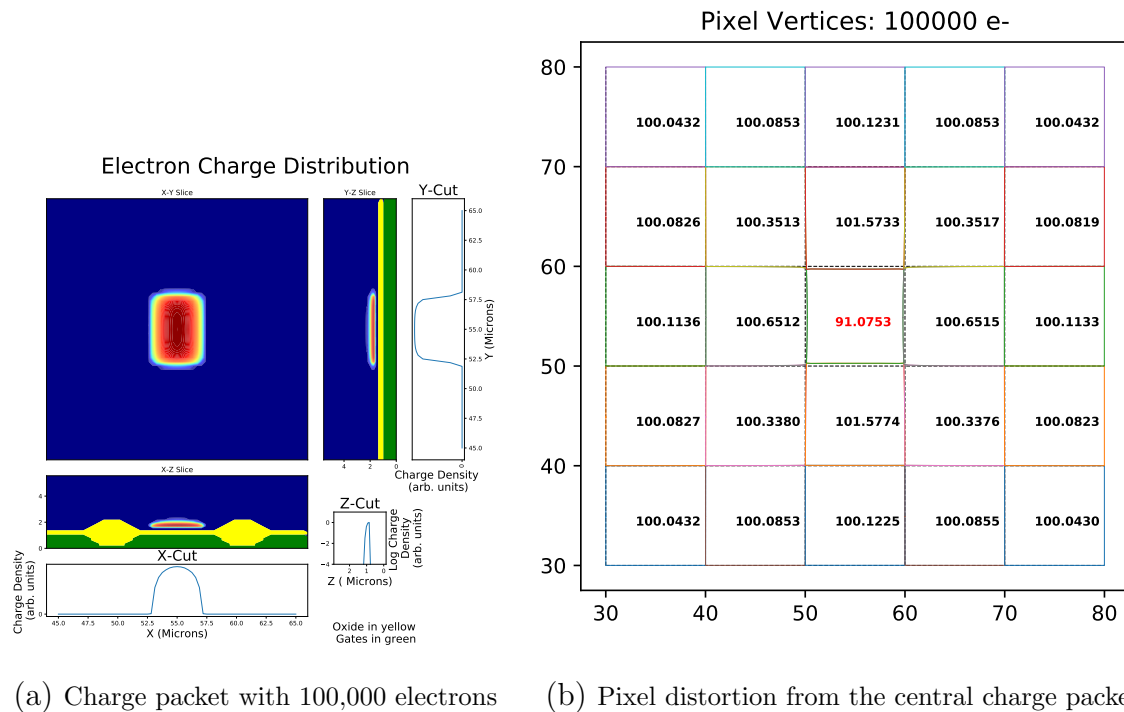 Electron Charge Distribution
X-Y Slice
Y-Z Slice
Y-Cut
65.0
62.5
60.0
57.5
55.0
52.5
50.0
47.5
45.0
Y (Microns)
4 2 0
0
Charge Density
(arb. units)
X-Z Slice
4
2
0
Z-Cut
0
−2
−4
2 1 0
Z ( Microns)
Log Charge
Density
(arb. units)
X-Cut
Charge Density
(arb. units)
0
45.0 47.5 50.0 52.5 55.0 57.5 60.0 62.5 65.0
X (Microns)
Oxide in yellow
Gates in green
(a) Charge packet with 100,000 electrons
Pixel Vertices: 100000 e-
80
70
60
50
40
30
100.0432 100.0853 100.1231 100.0853 100.0432
100.0826 100.3513 101.5733 100.3517 100.0819
100.1136 100.6512 91.0753 100.6515 100.1133
100.0827 100.3380 101.5774 100.3376 100.0823
100.0432 100.0853 100.1225 100.0855 100.0430
30 40 50 60 70 80
(b) Pixel distortion from the central charge packe